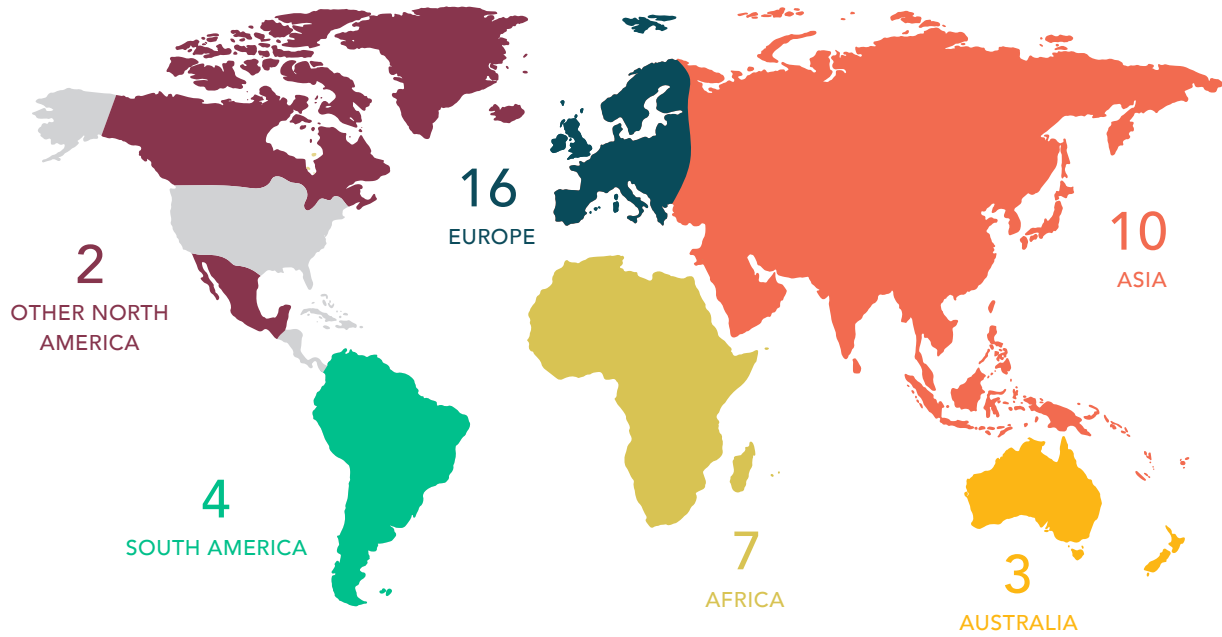 16
EUROPE
10
ASIA
2
OTHER NORTH
AMERICA
4
SOUTH AMERICA
7
AFRICA
3
AUSTRALIA